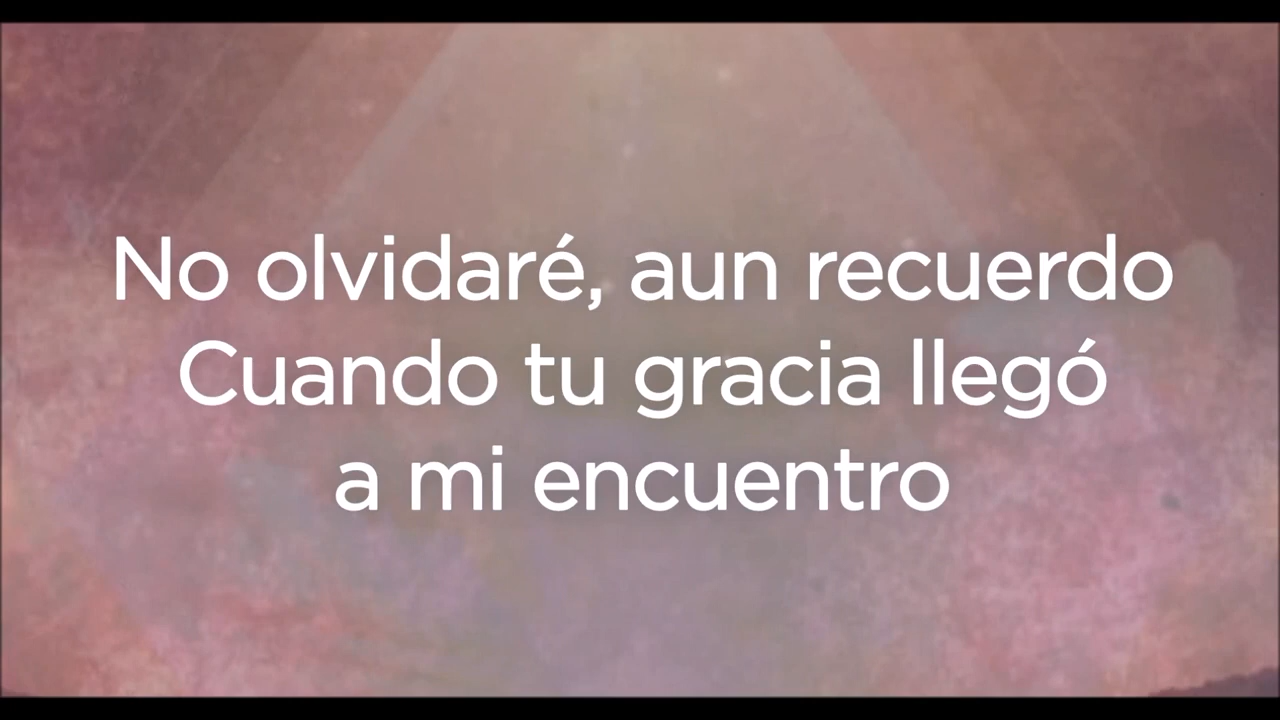 No olvidaré, aun recuerdo
Cuando tu gracia llegó
a mi encuentro